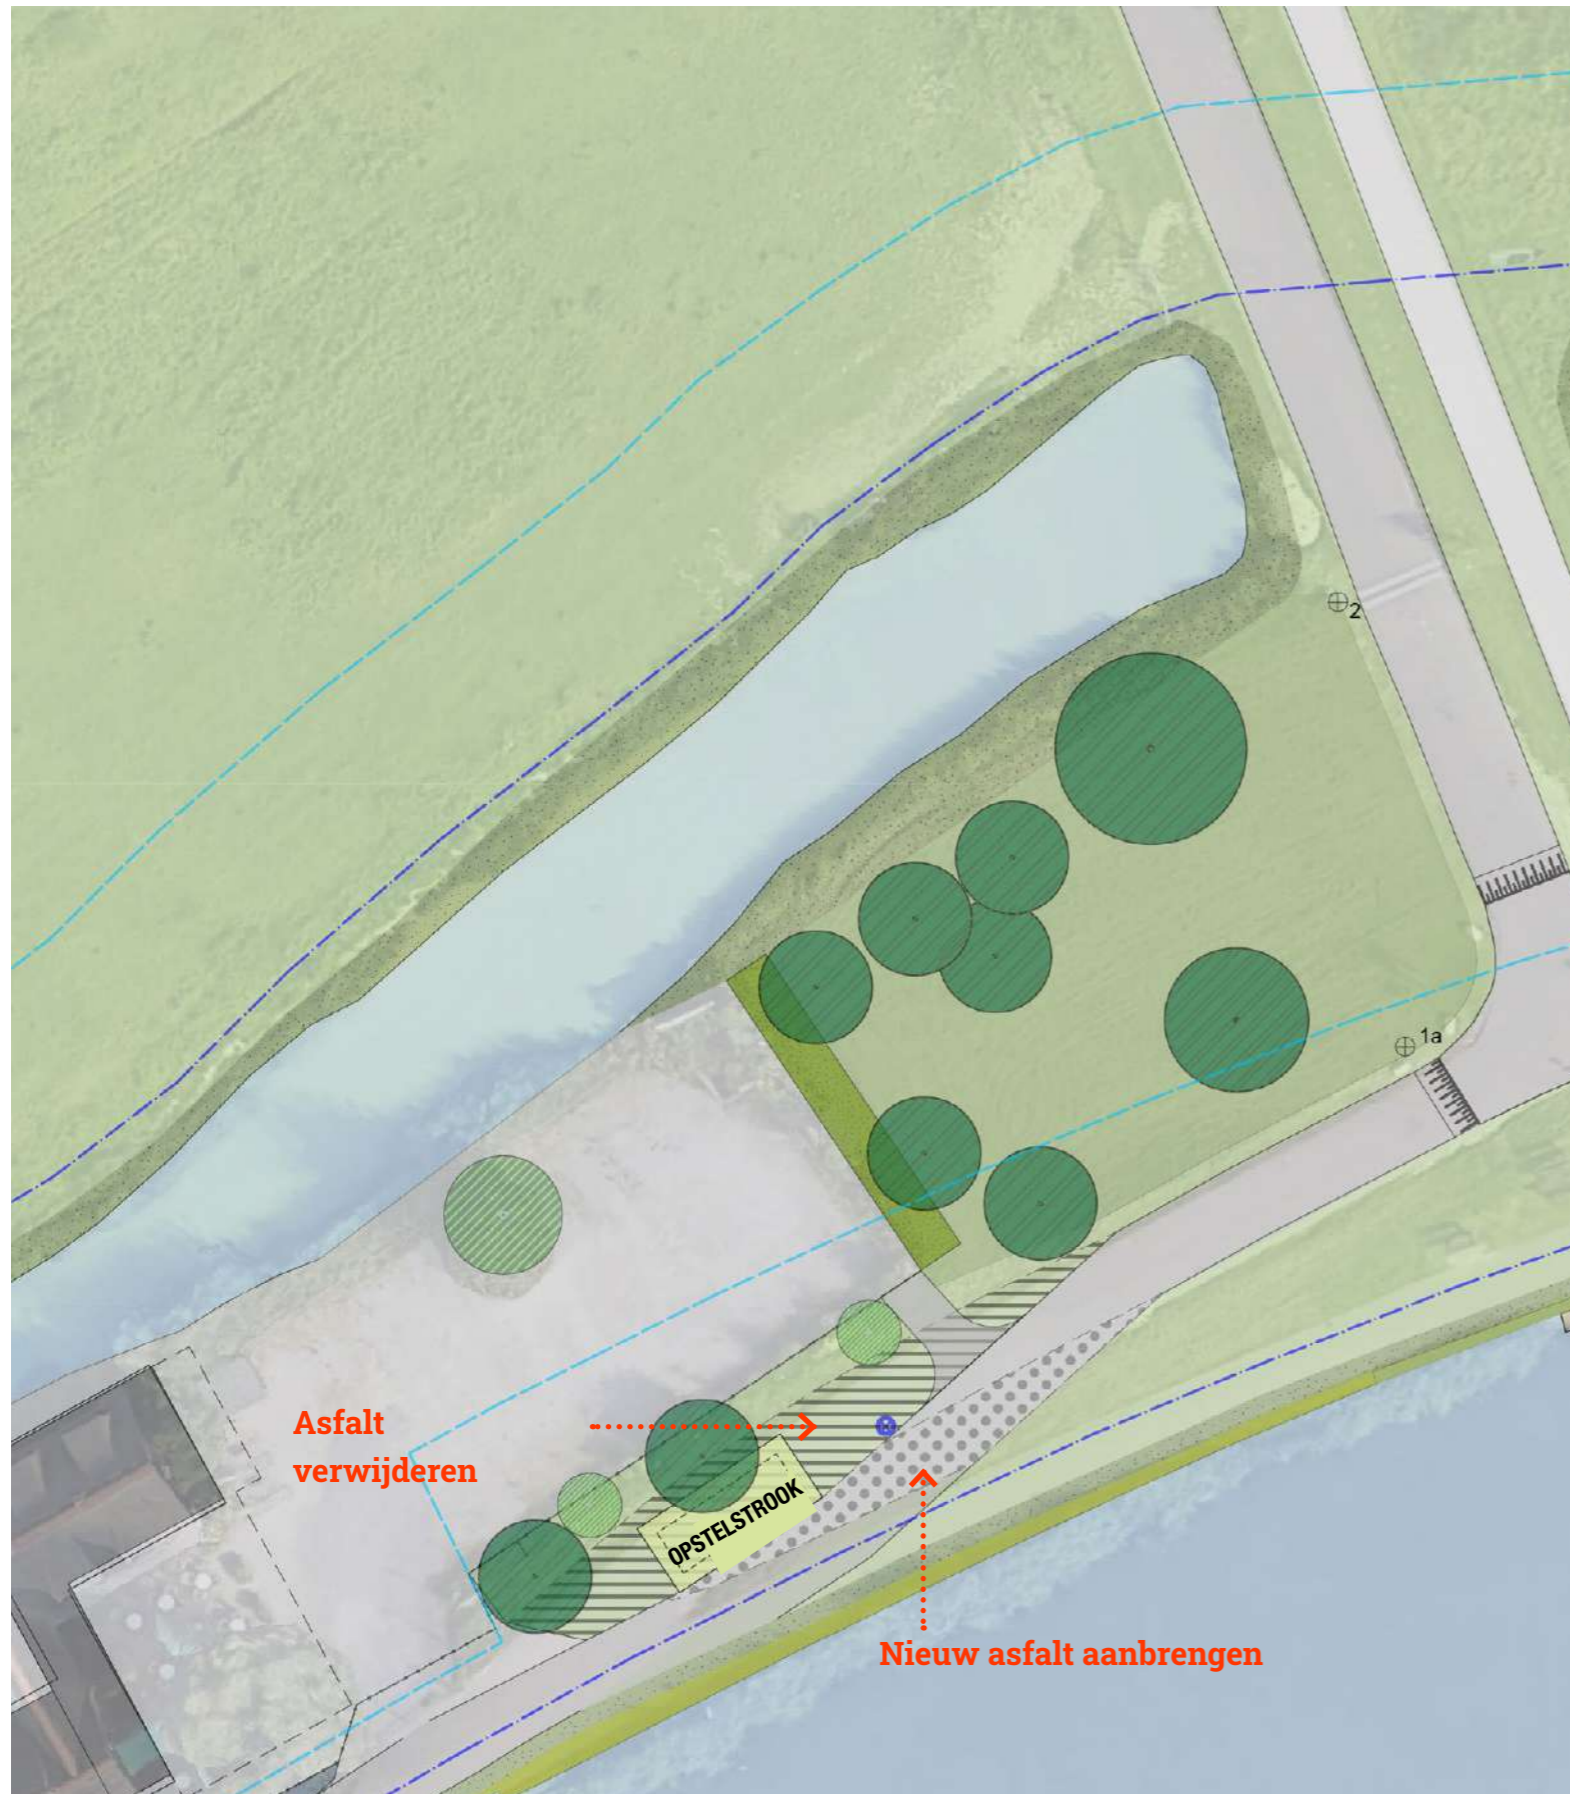 2
1a
Asfalt
verwijderen
OPSTELSTROOK
Nieuw asfalt aanbrengen